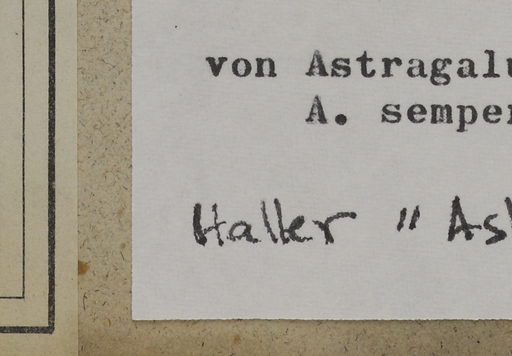 von Astragalu
A. semper
Haller " As